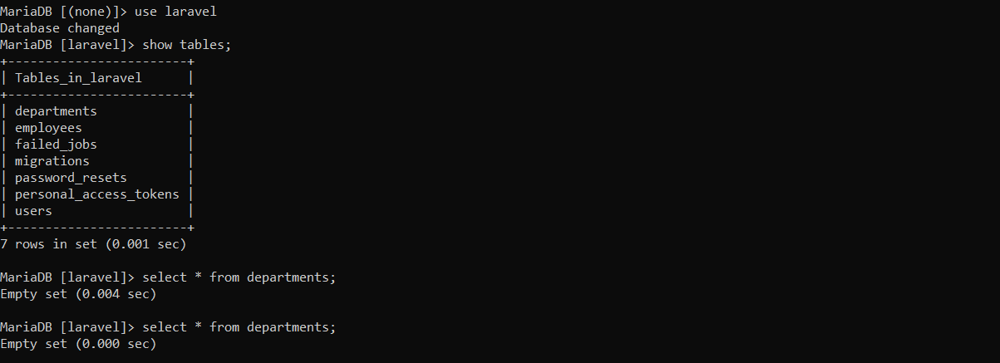 MariaDB [(none)]> use laravel
Database changed
MariaDB [laravel]> show tables;
+------------------------+
| Tables_in_laravel      |
+------------------------+
| departments            |
| employees              |
| failed_jobs            |
| migrations             |
| password_resets        |
| personal_access_tokens |
| users                  |
+------------------------+
7 rows in set (0.001 sec)

MariaDB [laravel]> select * from departments;
Empty set (0.004 sec)

MariaDB [laravel]> select * from departments;
Empty set (0.000 sec)